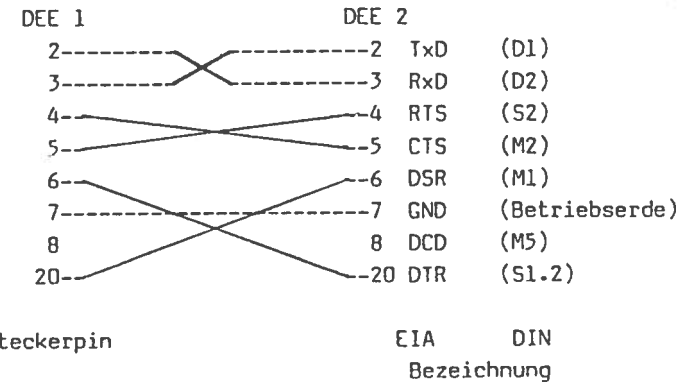 DEE 1 DEE 2
2 2 TxD (D1)
3 3 RxD (D2)
4 4 RTS (S2)
5 5 CTS (M2)
6 6 DSR (M1)
7 7 GND (Betriebserde)
8 8 DCD (M5)
20 20 DTR (S1.2)
teckerpin EIA DIN
Bezeichnung